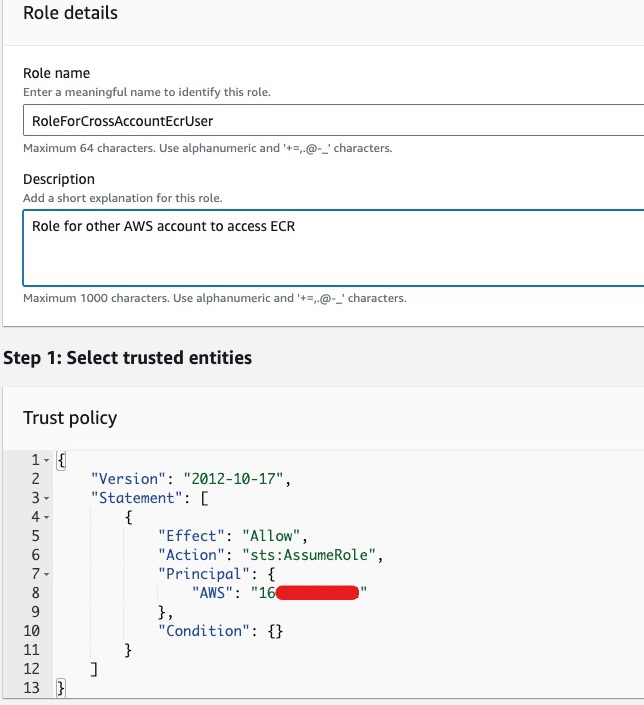 Role details
Role name
Enter a meaningful name to identify this role.
RoleForCrossAccountEcrUser
Maximum 64 characters. Use alphanumeric and '+=,.@-_' characters.
Description
Add a short explanation for this role.
Role for other AWS account to access ECR
Maximum 1000 characters. Use alphanumeric and '+=,.@-_' characters.
Step 1: Select trusted entities
Trust policy
1 {
2 "Version": "2012-10-17",
3 "Statement": [
4 {
5 "Effect": "Allow",
6 "Action": "sts:AssumeRole",
7 "Principal": {
8 "AWS": "16"
9 },
10 "Condition": {}
11 }
12 ]
13 }